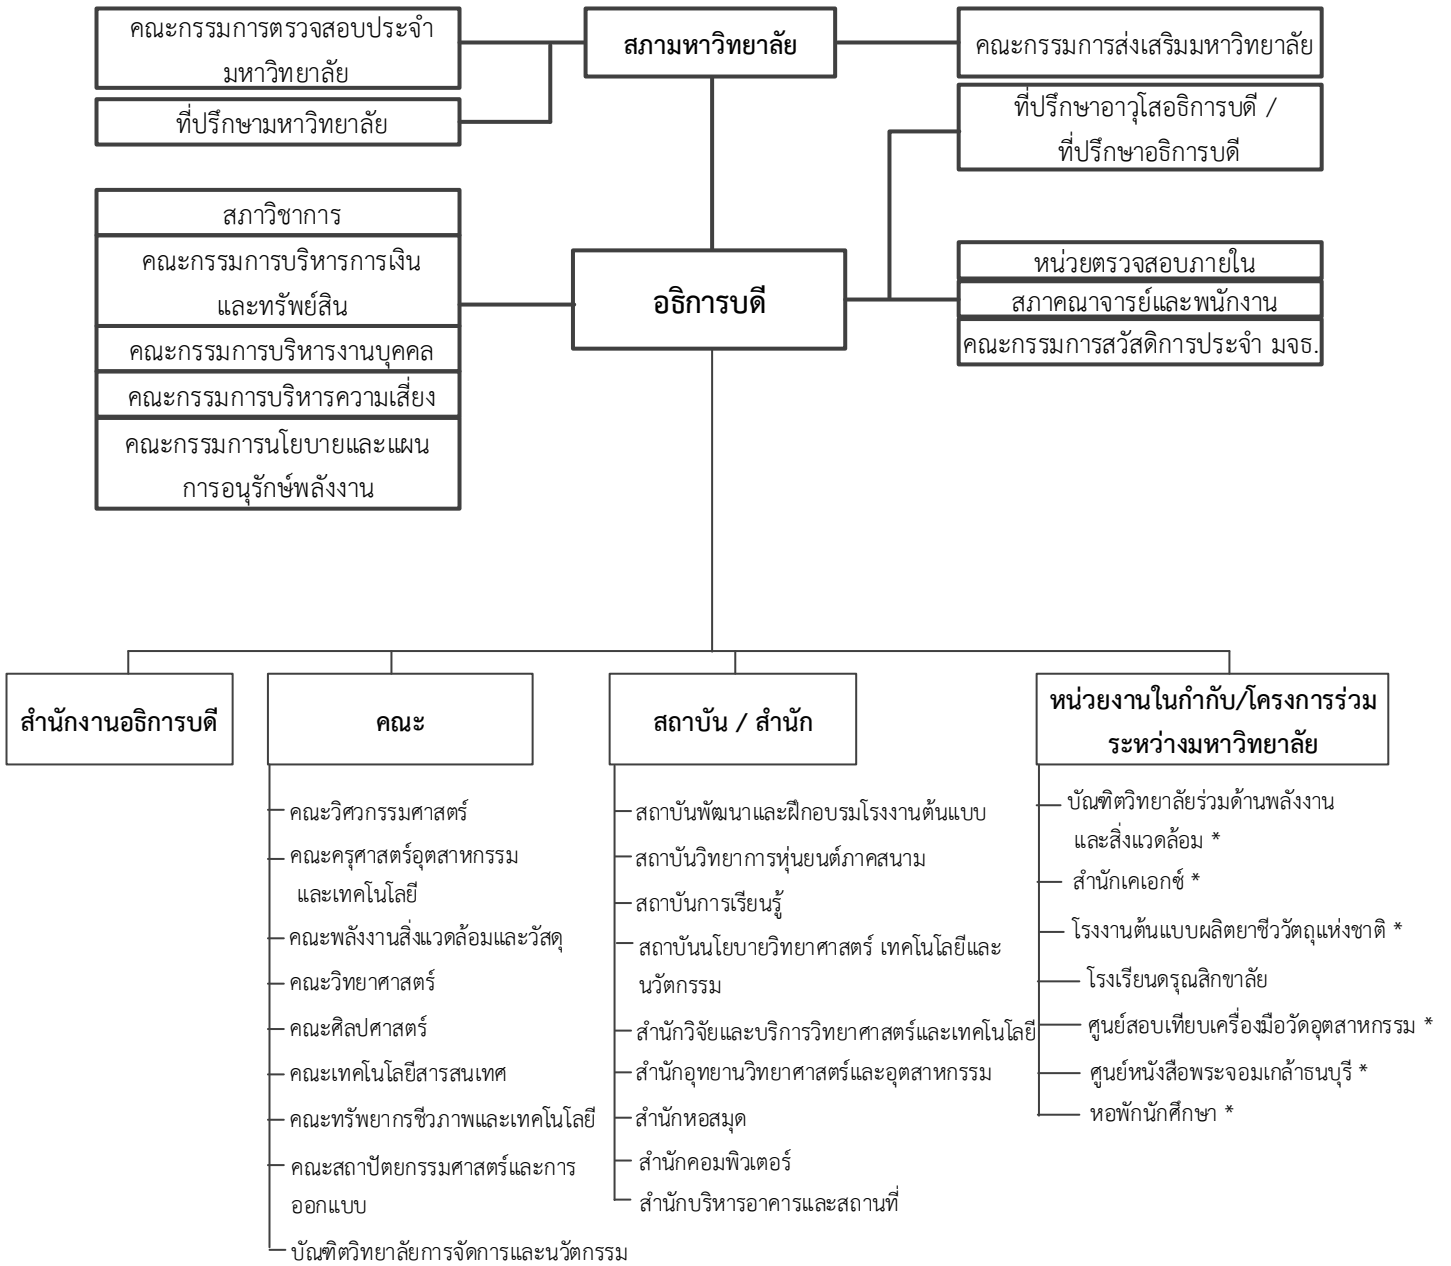 คณะกรรมการตรวจสอบประจำ
มหาวิทยาลัย
สภามหาวิทยาลัย
คณะกรรมการส่งเสริมมหาวิทยาลัย
ที่ปรึกษามหาวิทยาลัย
ที่ปรึกษาอาวุโสอธิการบดี /
ที่ปรึกษาอธิการบดี
สภาวิชาการ
คณะกรรมการบริหารการเงิน
และทรัพย์สิน
คณะกรรมการบริหารงานบุคคล
คณะกรรมการบริหารความเสี่ยง
คณะกรรมการนโยบายและแผน
การอนุรักษ์พลังงาน
อธิการบดี
หน่วยตรวจสอบภายใน
สภาคณาจารย์และพนักงาน
คณะกรรมการสวัสดิการประจำ มจธ.
สำนักงานอธิการบดี
คณะ
คณะวิศวกรรมศาสตร์
คณะครุศาสตร์อุตสาหกรรม
และเทคโนโลยี
คณะพลังงานสิ่งแวดล้อมและวัสดุ
คณะวิทยาศาสตร์
คณะศิลปศาสตร์
คณะเทคโนโลยีสารสนเทศ
คณะทรัพยากรชีวภาพและเทคโนโลยี
คณะสถาปัตยกรรมศาสตร์และการ
ออกแบบ
บัณฑิตวิทยาลัยการจัดการและนวัตกรรม
สถาบัน / สำนัก
สถาบันพัฒนาและฝึกอบรมโรงงานต้นแบบ
สถาบันวิทยาการหุ่นยนต์ภาคสนาม
สถาบันการเรียนรู้
สถาบันนโยบายวิทยาศาสตร์ เทคโนโลยีและ
นวัตกรรม
สำนักวิจัยและบริการวิทยาศาสตร์และเทคโนโลยี
สำนักอุทยานวิทยาศาสตร์และอุตสาหกรรม
สำนักหอสมุด
สำนักคอมพิวเตอร์
สำนักบริหารอาคารและสถานที่
หน่วยงานในกำกับ/โครงการร่วม
ระหว่างมหาวิทยาลัย
บัณฑิตวิทยาลัยร่วมด้านพลังงาน
และสิ่งแวดล้อม *
สำนักเคเอกซ์ *
โรงงานต้นแบบผลิตยาชีววัตถุแห่งชาติ *
โรงเรียนดรุณสิกขาลัย
ศูนย์สอบเทียบเครื่องมือวัดอุตสาหกรรม *
ศูนย์หนังสือพระจอมเกล้าธนบุรี *
หอพักนักศึกษา *